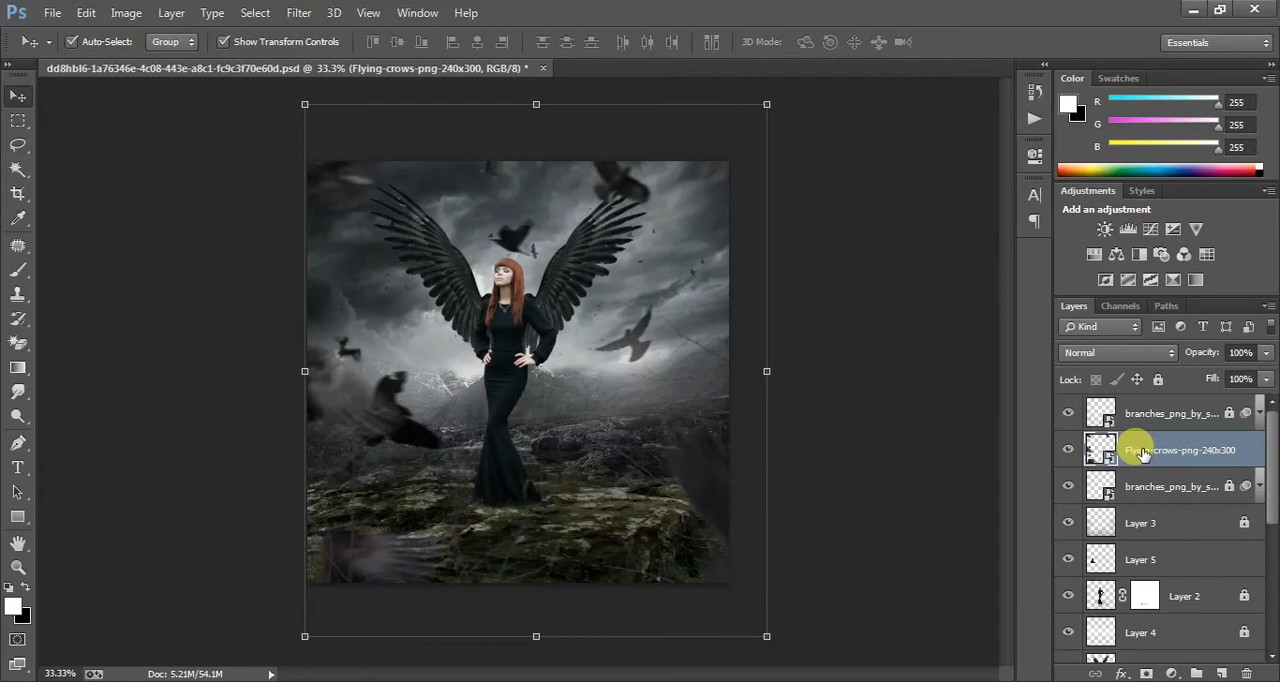 Ps File Edit Image Layer Type Select Filter 3D View Window Help
Auto-Select: Group Show Transform Controls 3D Mode: Essentials
dd8hbl6-1a76346e-4c08-443e-a8c1-fc9c3f70e60d.psd @ 33.3% (Flying-crows-png-240x300, RGB/8) *
Color Swatches
R 255
G 255
B 255
Adjustments Styles
Add an adjustment
Layers Channels Paths
Kind
Normal Opacity: 100%
Lock: Fill: 100%
branches_png_by_s...
Flying-crows-png-240x300
branches_png_by_s...
Layer 3
Layer 5
Layer 2
Layer 4
33.33% Doc: 5.21M/54.1M